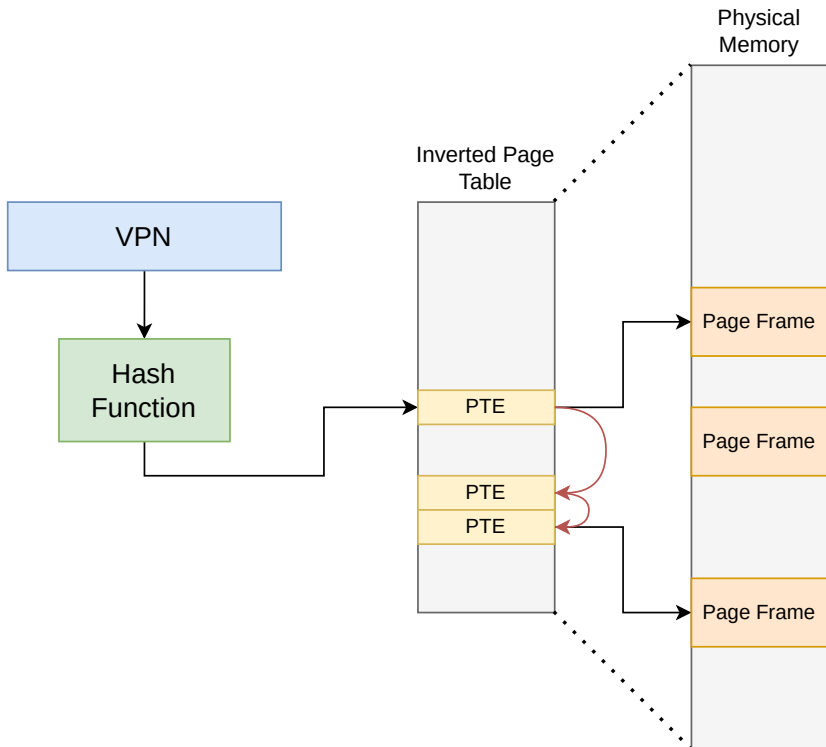 Physical
Memory
Inverted Page
Table
VPN
Hash
Function
PTE
PTE
PTE
Page Frame
Page Frame
Page Frame